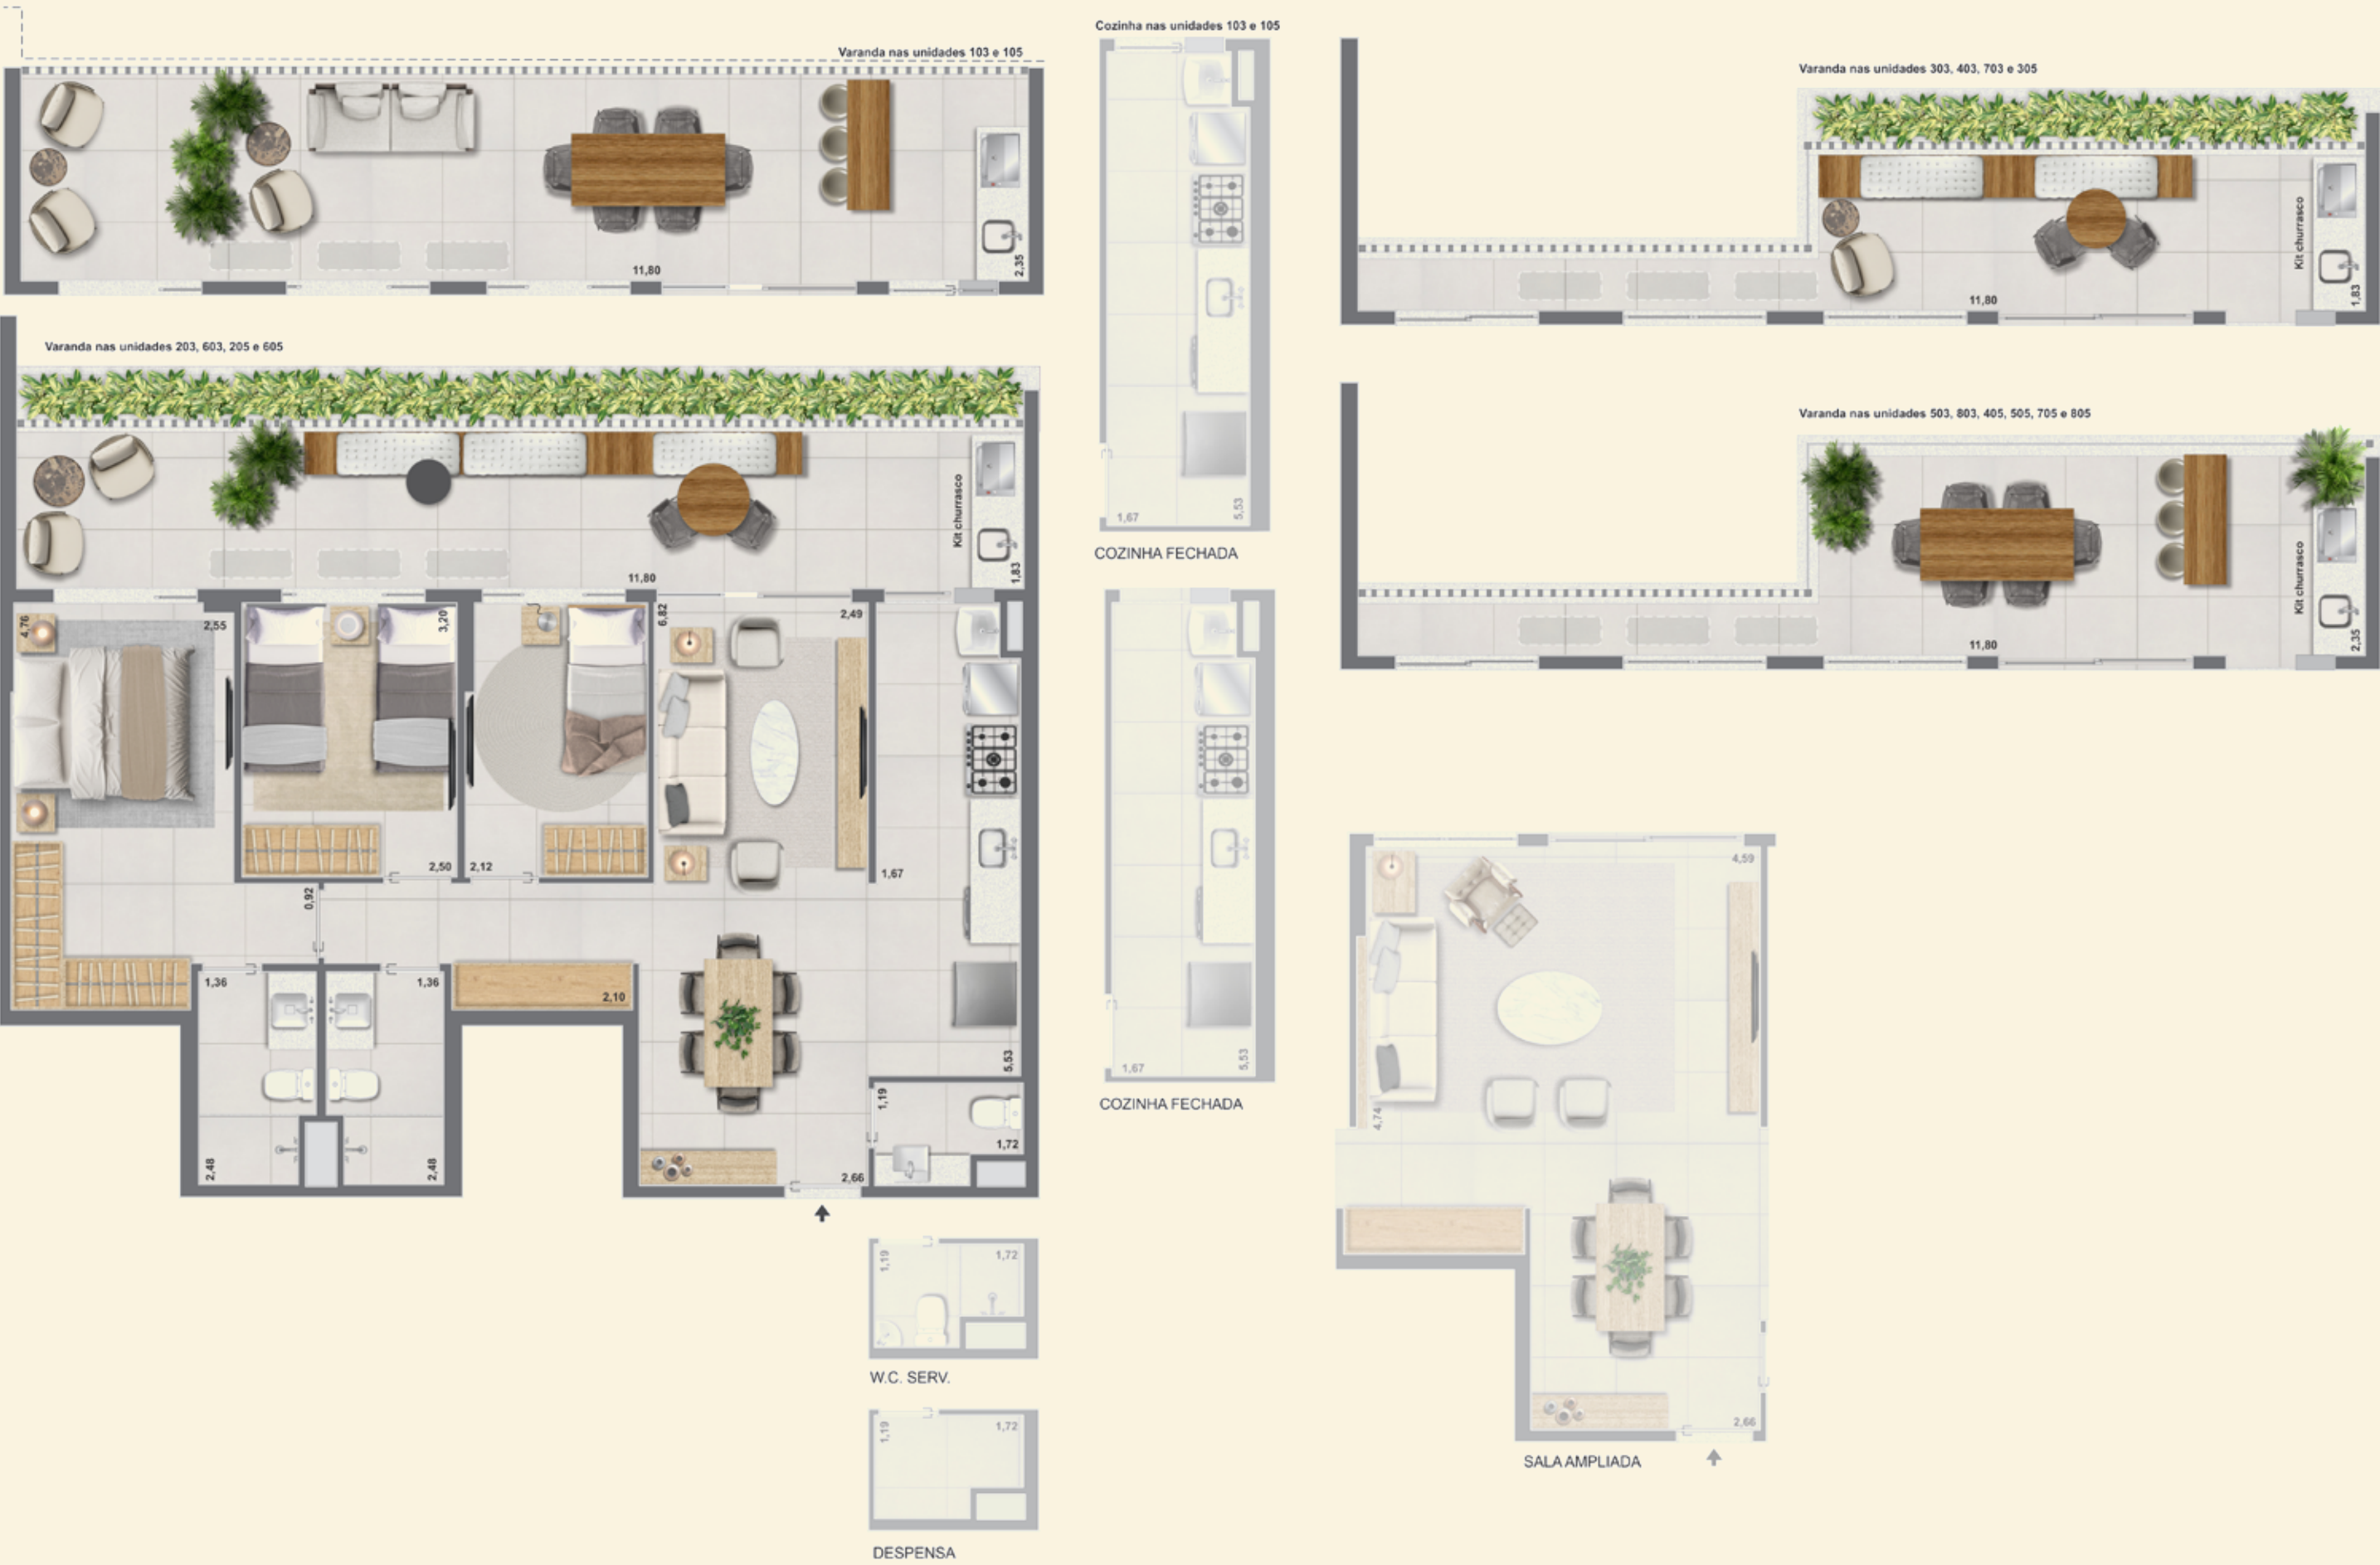 Varanda nas unidades 103 e 105
2,35
11,80
Varanda nas unidades 203, 603, 205 e 605
Kit churrasco
1,83
11,80
4,76
2,55
3,20
6,82
2,49
2,50
2,12
1,67
0,92
1,36
1,36
2,10
5,53
1,19
1,72
2,48
2,48
2,66
1,19
1,72
W.C. SERV.
1,19
1,72
DESPENSA
Cozinha nas unidades 103 e 105
1,67
5,53
COZINHA FECHADA
1,67
5,53
COZINHA FECHADA
Varanda nas unidades 303, 403, 703 e 305
Kit churrasco
1,83
11,80
Varanda nas unidades 503, 803, 405, 505, 705 e 805
Kit churrasco
2,35
11,80
4,59
4,74
2,66
SALA AMPLIADA